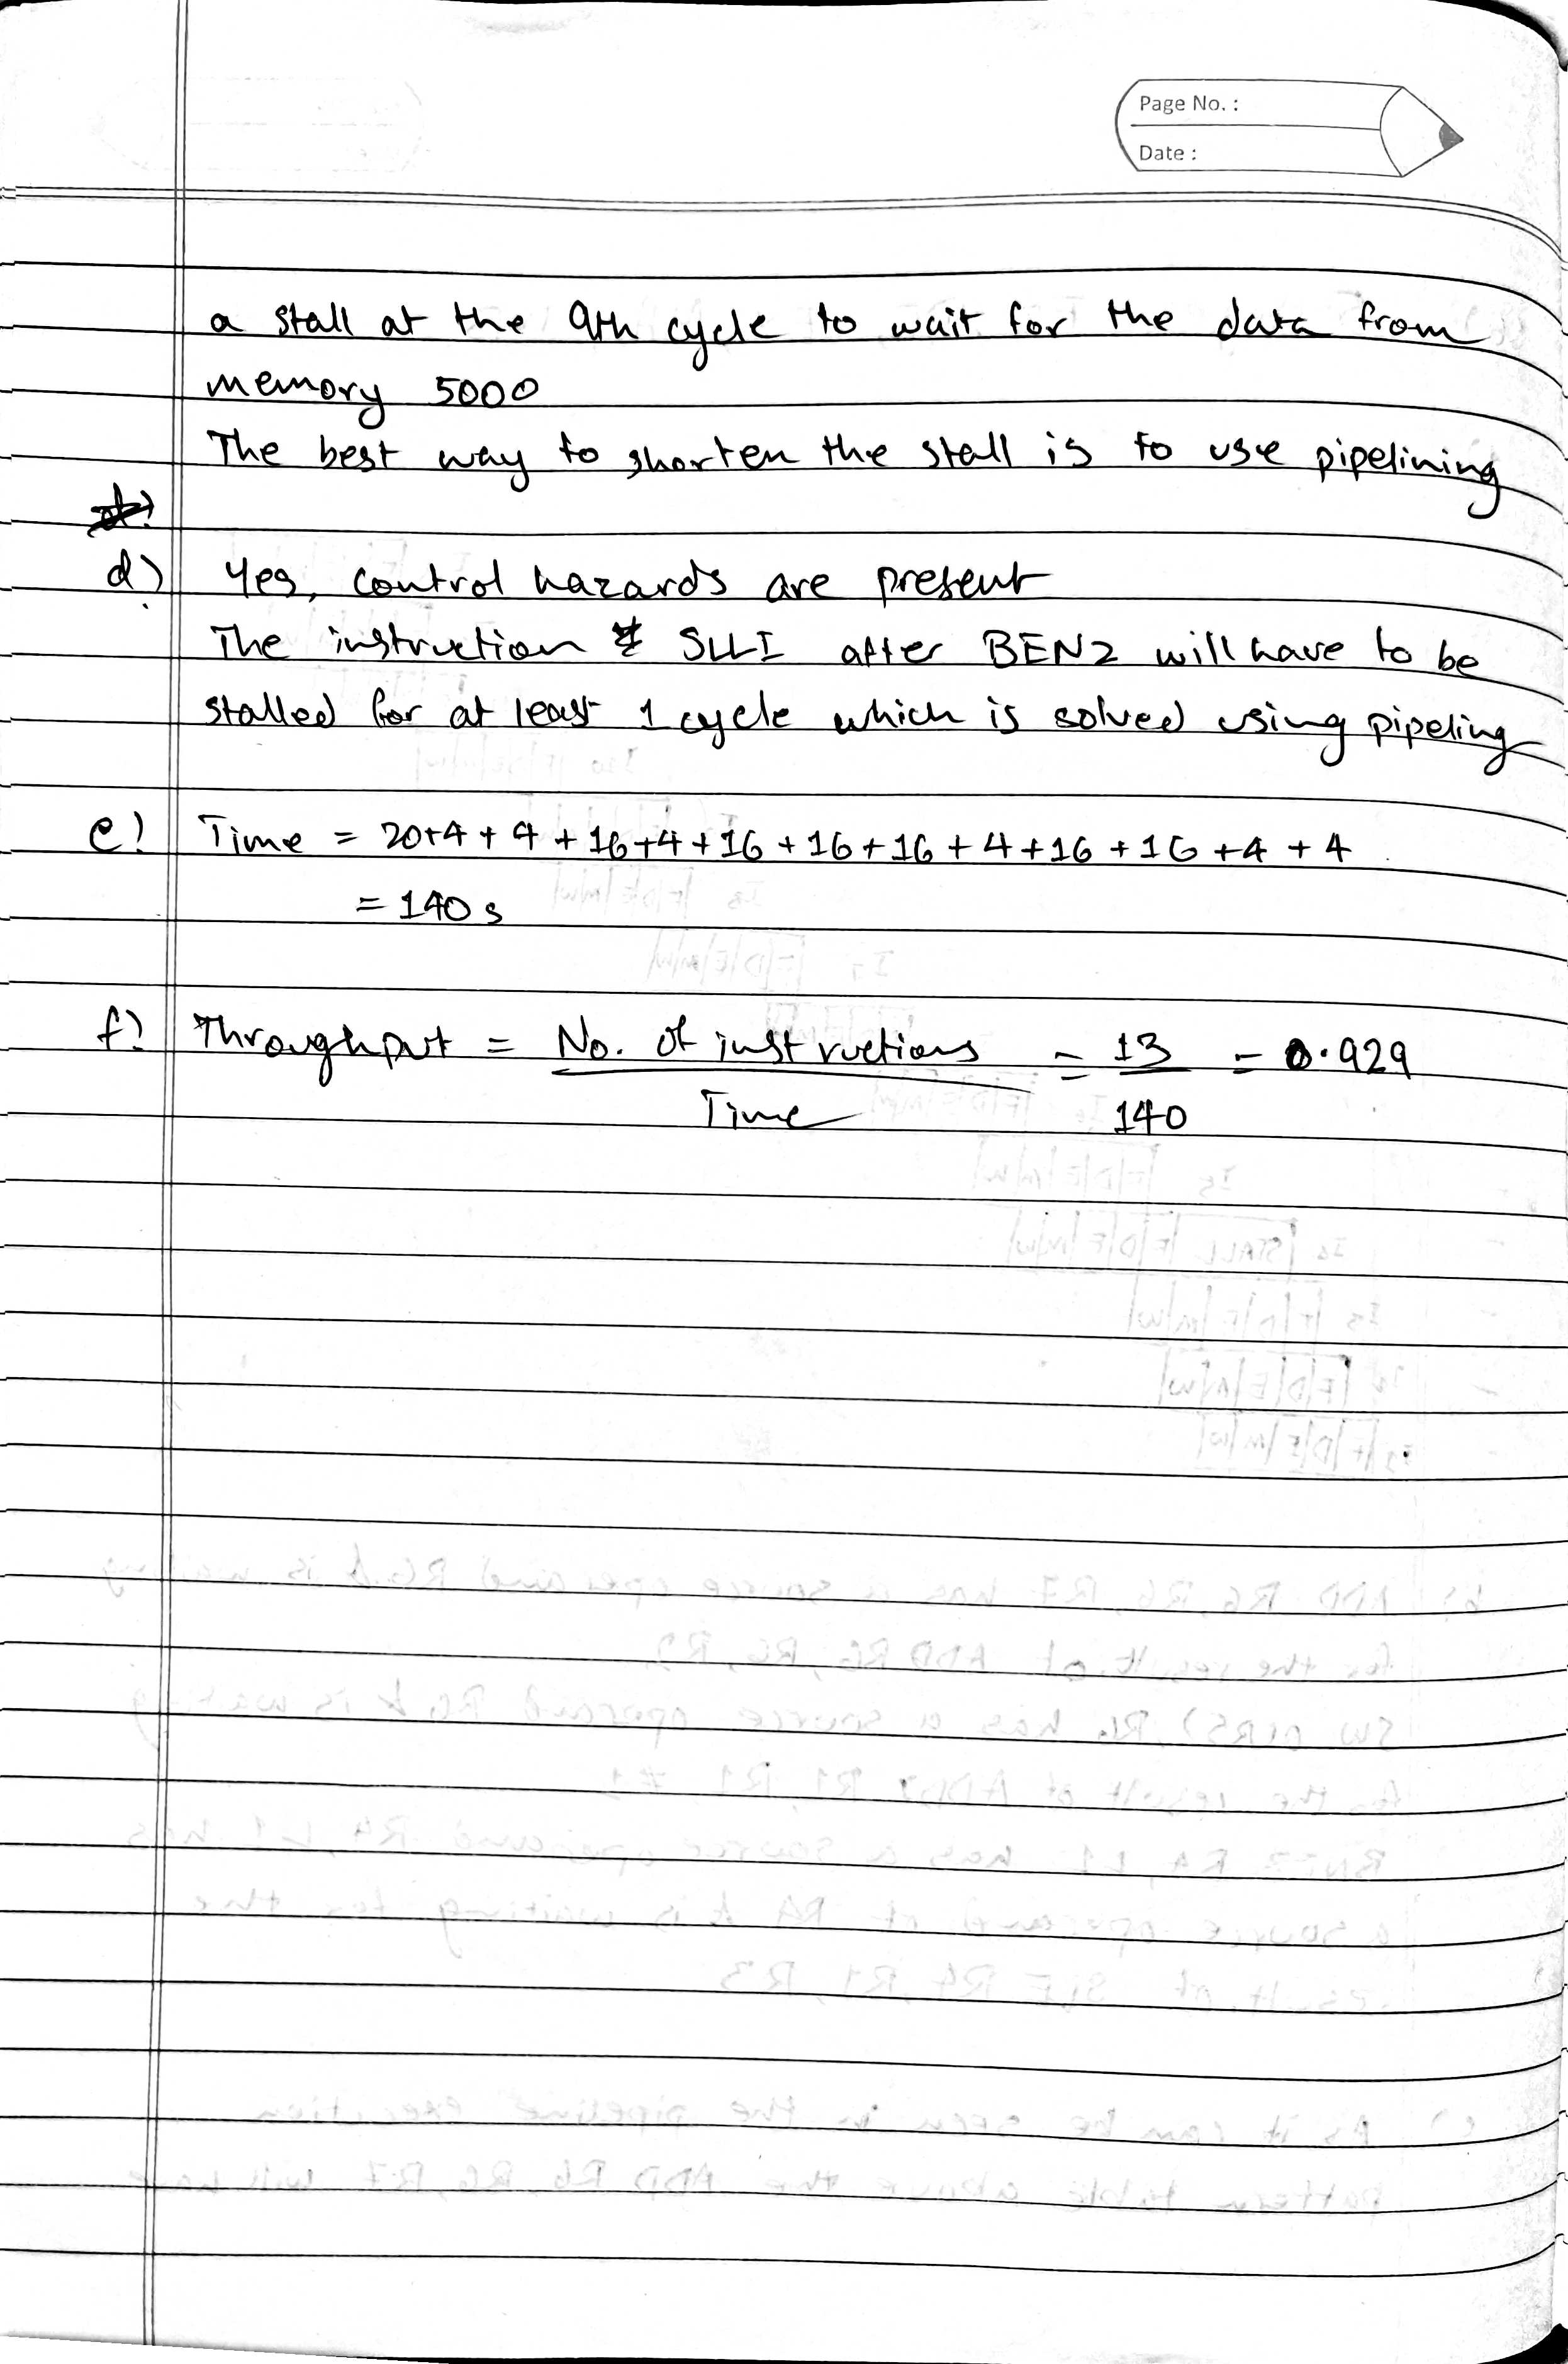 Page No. :
Date :
a stall at the 9th cycle to wait for the data from
memory 5000
The best way to shorten the stall is to use pipelining
d) Yes, control hazards are present
The instruction SLLI after BENZ will have to be
stalled for at least 1 cycle which is solved using pipeling
e) Time = 20+4+4+16+4+16+16+16+4+16+16+4+4
= 140 s
f) Throughput = No. of instructions / Time = 13 / 140 = 0.929